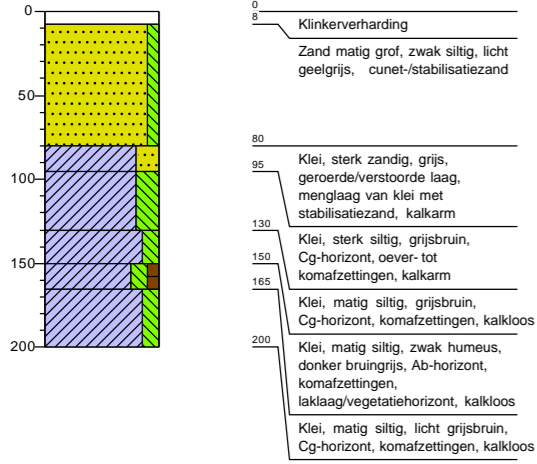 0
50
100
150
200
0
8
Klinkerverharding
Zand matig grof, zwak siltig, licht
geelgrijs, cunet-/stabilisatiezand
80
Klei, sterk zandig, grijs,
geroerde/verstoorde laag,
menglaag van klei met
stabilisatiezand, kalkarm
95
Klei, sterk siltig, grijsbruin,
Cg-horizont, oever- tot
komafzettingen, kalkarm
130
Klei, matig siltig, grijsbruin,
Cg-horizont, komafzettingen, kalkloos
150
Klei, matig siltig, zwak humeus,
donker bruingrijs, Ab-horizont,
komafzettingen,
laklaag/vegetatiehorizont, kalkloos
165
Klei, matig siltig, licht grijsbruin,
Cg-horizont, komafzettingen, kalkloos
200